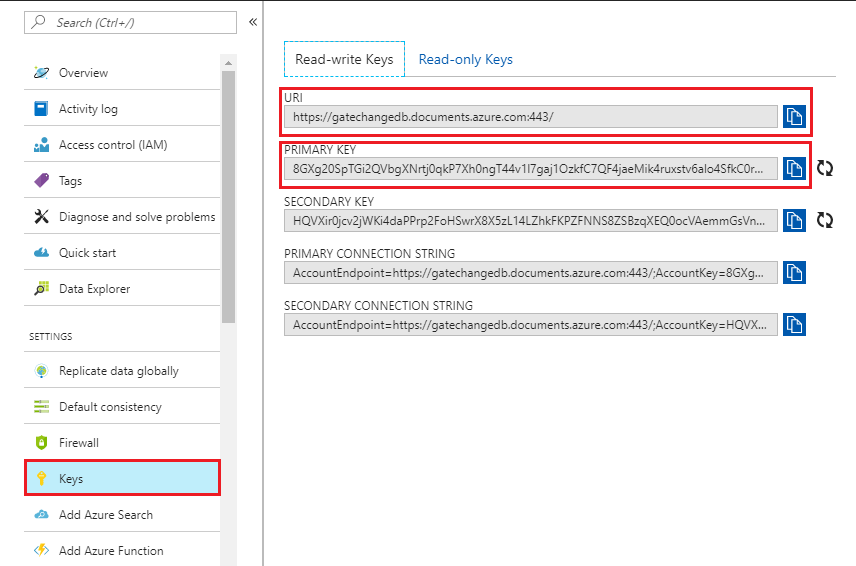 Search (Ctrl+/)
«
Overview
Activity log
Access control (IAM)
Tags
Diagnose and solve problems
Quick start
Data Explorer
SETTINGS
Replicate data globally
Default consistency
Firewall
Keys
Add Azure Search
Add Azure Function
Read-write Keys
Read-only Keys
URI
https://gatechangedb.documents.azure.com:443/
PRIMARY KEY
8GXg20SpTGi2QVbgXNrtj0qkP7Xh0ngT44v1I7gaj1OzkfC7QF4jaeMik4ruxstv6alo4SfkC0r...
SECONDARY KEY
HQVXir0jcv2jWKi4daPPrp2FoHSwrX8X5zL14LZhkFKPZFNNS8ZSBzqXEQ0ocVAemmGsVn...
PRIMARY CONNECTION STRING
AccountEndpoint=https://gatechangedb.documents.azure.com:443/;AccountKey=8GXg...
SECONDARY CONNECTION STRING
AccountEndpoint=https://gatechangedb.documents.azure.com:443/;AccountKey=HQVX...